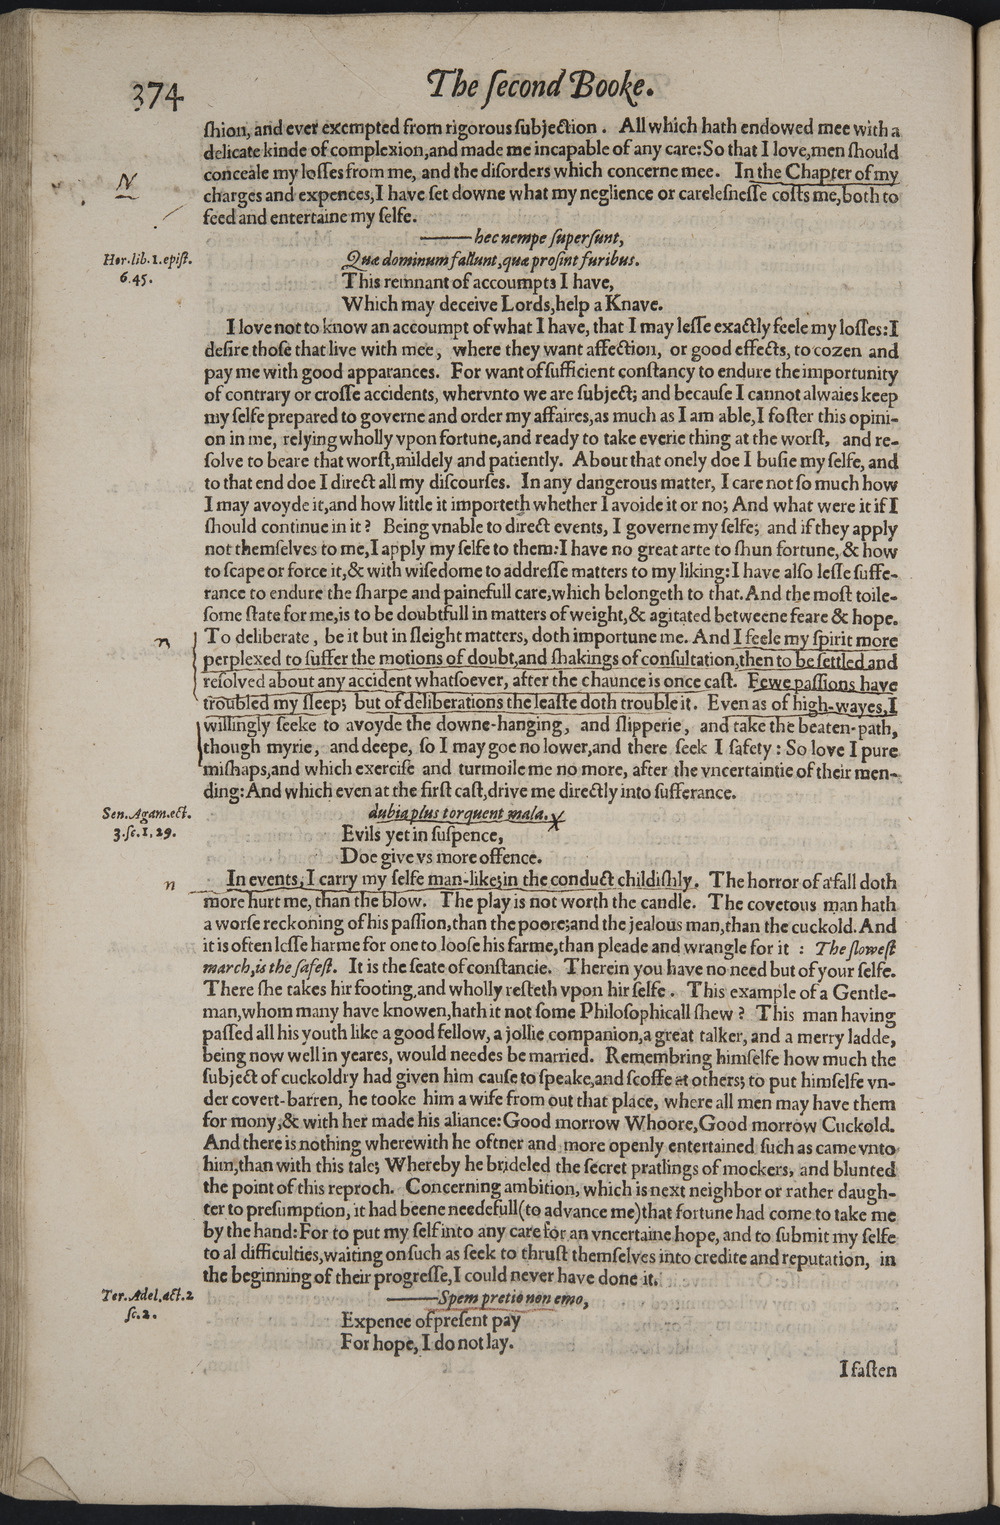 374
The ſecond Booke.
ſhion, and ever exempted from rigorous ſubjection. All which hath endowed mee with a
delicate kinde of complexion, and made me incapable of any care: So that I love, men ſhould
conceale my loſſes from me, and the diſorders which concerne mee. In the Chapter of my
N
charges and expences, I have ſet downe what my neglience or careleſneſſe coſts me, both to
feed and entertaine my ſelfe.
——— hec nempe ſuperſunt,
Hor. lib. 1. epiſt.
6. 45.
Quæ dominum fallunt, quæ proſint furibus.
This remnant of accoumpts I have,
Which may deceive Lords, help a Knave.
I love not to know an accoumpt of what I have, that I may leſſe exactly feele my loſſes: I
deſire thoſe that live with mee, where they want affection, or good effects, to cozen and
pay me with good apparances. For want of ſufficient conſtancy to endure the importunity
of contrary or croſſe accidents, whervnto we are ſubject; and becauſe I cannot alwaies keep
my ſelfe prepared to governe and order my affaires, as much as I am able, I foſter this opini-
on in me, relying wholly vpon fortune, and ready to take everie thing at the worſt, and re-
ſolve to beare that worſt, mildely and patiently. About that onely doe I buſie my ſelfe, and
to that end doe I direct all my diſcourſes. In any dangerous matter, I care not ſo much how
I may avoyde it, and how little it importeth whether I avoide it or no; And what were it if I
ſhould continue in it? Being vnable to direct events, I governe my ſelfe; and if they apply
not themſelves to me, I apply my ſelfe to them: I have no great arte to ſhun fortune, & how
to ſcape or force it, & with wiſedome to addreſſe matters to my liking: I have alſo leſſe ſuffe-
rance to endure the ſharpe and painefull care, which belongeth to that. And the moſt toile-
ſome ſtate for me, is to be doubtfull in matters of weight, & agitated betweene feare & hope.
n
To deliberate, be it but in ſleight matters, doth importune me. And I feele my ſpirit more
perplexed to ſuffer the motions of doubt, and ſhakings of conſultation, then to be ſettled and
reſolved about any accident whatſoever, after the chaunce is once caſt. Fewe paſſions have
troubled my ſleep; but of deliberations the leaſte doth trouble it. Even as of high-wayes, I
willingly ſeeke to avoyde the downe-hanging, and ſlipperie, and take the beaten-path,
though myrie, and deepe, ſo I may goe no lower, and there ſeek I ſafety: So love I pure
miſhaps, and which exerciſe and turmoile me no more, after the vncertaintie of their men-
ding: And which even at the firſt caſt, drive me directly into ſufferance.
Sen. Agam. act.
3. ſc. 1, 29.
dubia plus torquent mala.
Evils yet in ſuſpence,
Doe give vs more offence.
n
In events, I carry my ſelfe man-like; in the conduct childiſhly. The horror of a fall doth
more hurt me, than the blow. The play is not worth the candle. The covetous man hath
a worſe reckoning of his paſſion, than the poore; and the jealous man, than the cuckold. And
it is often leſſe harme for one to looſe his farme, than pleade and wrangle for it : The ſloweſt
march, is the ſafeſt. It is the ſeate of conſtancie. Therein you have no need but of your ſelfe.
There ſhe takes hir footing, and wholly reſteth vpon hir ſelfe. This example of a Gentle-
man, whom many have knowen, hath it not ſome Philoſophicall ſhew? This man having
paſſed all his youth like a good fellow, a jollie companion, a great talker, and a merry ladde,
being now well in yeares, would needes be married. Remembring himſelfe how much the
ſubject of cuckoldry had given him cauſe to ſpeake, and ſcoffe at others; to put himſelfe vn-
der covert-barren, he tooke him a wife from out that place, where all men may have them
for mony; & with her made his aliance: Good morrow Whoore, Good morrow Cuckold.
And there is nothing wherewith he oftner and more openly entertained ſuch as came vnto
him, than with this tale; Whereby he brideled the ſecret pratlings of mockers, and blunted
the point of this reproch. Concerning ambition, which is next neighbor or rather daugh-
ter to preſumption, it had beene needefull (to advance me) that fortune had come to take me
by the hand: For to put my ſelf into any care for an vncertaine hope, and to ſubmit my ſelfe
to al difficulties, waiting on ſuch as ſeek to thruſt themſelves into credite and reputation, in
the beginning of their progreſſe, I could never have done it.
Ter. Adel. act. 2
ſc. 2.
——— Spem pretio non emo,
Expence of preſent pay
For hope, I do not lay.
I faſten